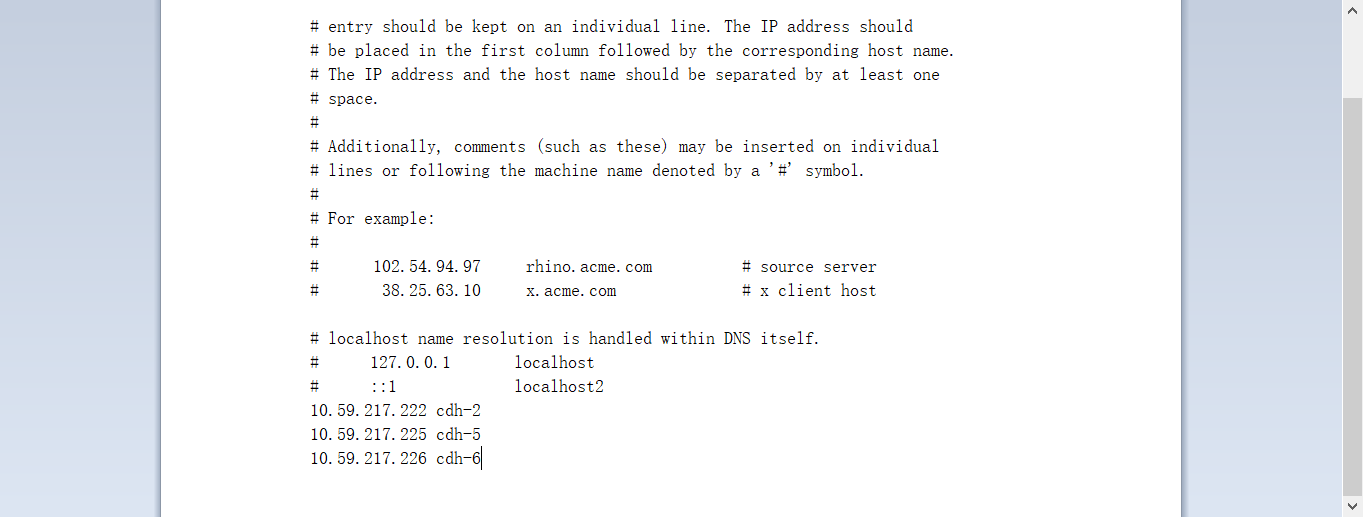 # entry should be kept on an individual line. The IP address should
# be placed in the first column followed by the corresponding host name.
# The IP address and the host name should be separated by at least one
# space.
#
# Additionally, comments (such as these) may be inserted on individual
# lines or following the machine name denoted by a '#' symbol.
#
# For example:
#
#      102.54.94.97     rhino.acme.com          # source server
#       38.25.63.10     x.acme.com              # x client host
# localhost name resolution is handled within DNS itself.
#      127.0.0.1       localhost
#      ::1             localhost2
10.59.217.222 cdh-2
10.59.217.225 cdh-5
10.59.217.226 cdh-6